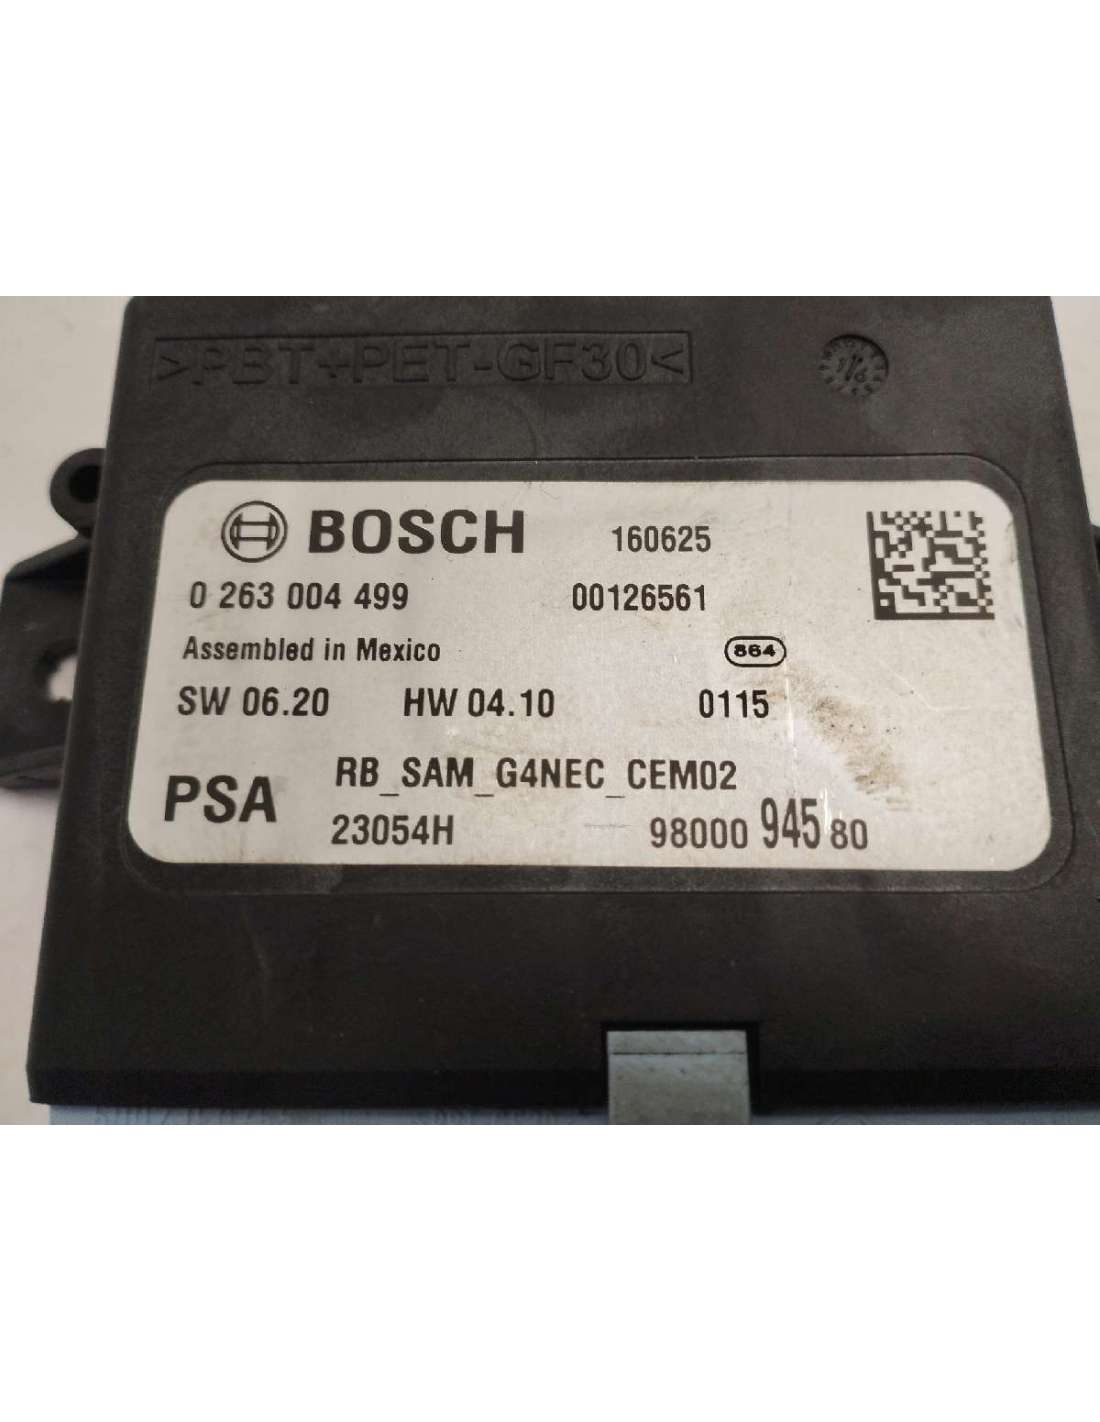 >PBT+PET-GF30<
BOSCH 160625
0 263 004 499 00126561
Assembled in Mexico 864
SW 06.20 HW 04.10 0115
RB_SAM_G4NEC_CEM02
PSA
23054H 98000 945 80